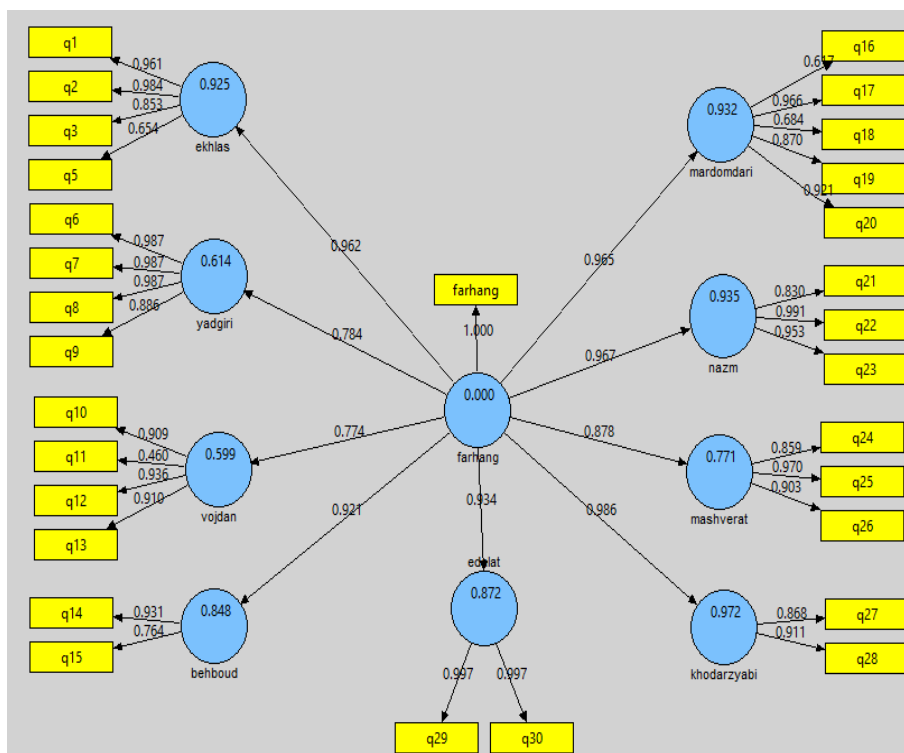 q1
q2
q3
q5
0.961
0.984
0.853
0.654
0.925
ekhlas
q6
q7
q8
q9
0.987
0.987
0.987
0.886
0.614
yadgiri
q10
q11
q12
q13
0.909
0.460
0.936
0.910
0.599
vojdan
q14
q15
0.931
0.764
0.848
behboud
0.962
0.784
0.774
0.921
farhang
1.000
0.000
farhang
0.934
edalat
0.872
0.997
0.997
q29
q30
0.965
0.967
0.878
0.986
0.932
mardomdari
0.617
0.966
0.684
0.870
0.921
q16
q17
q18
q19
q20
0.935
nazm
0.830
0.991
0.953
q21
q22
q23
0.771
mashverat
0.859
0.970
0.903
q24
q25
q26
0.972
khodarzyabi
0.868
0.911
q27
q28